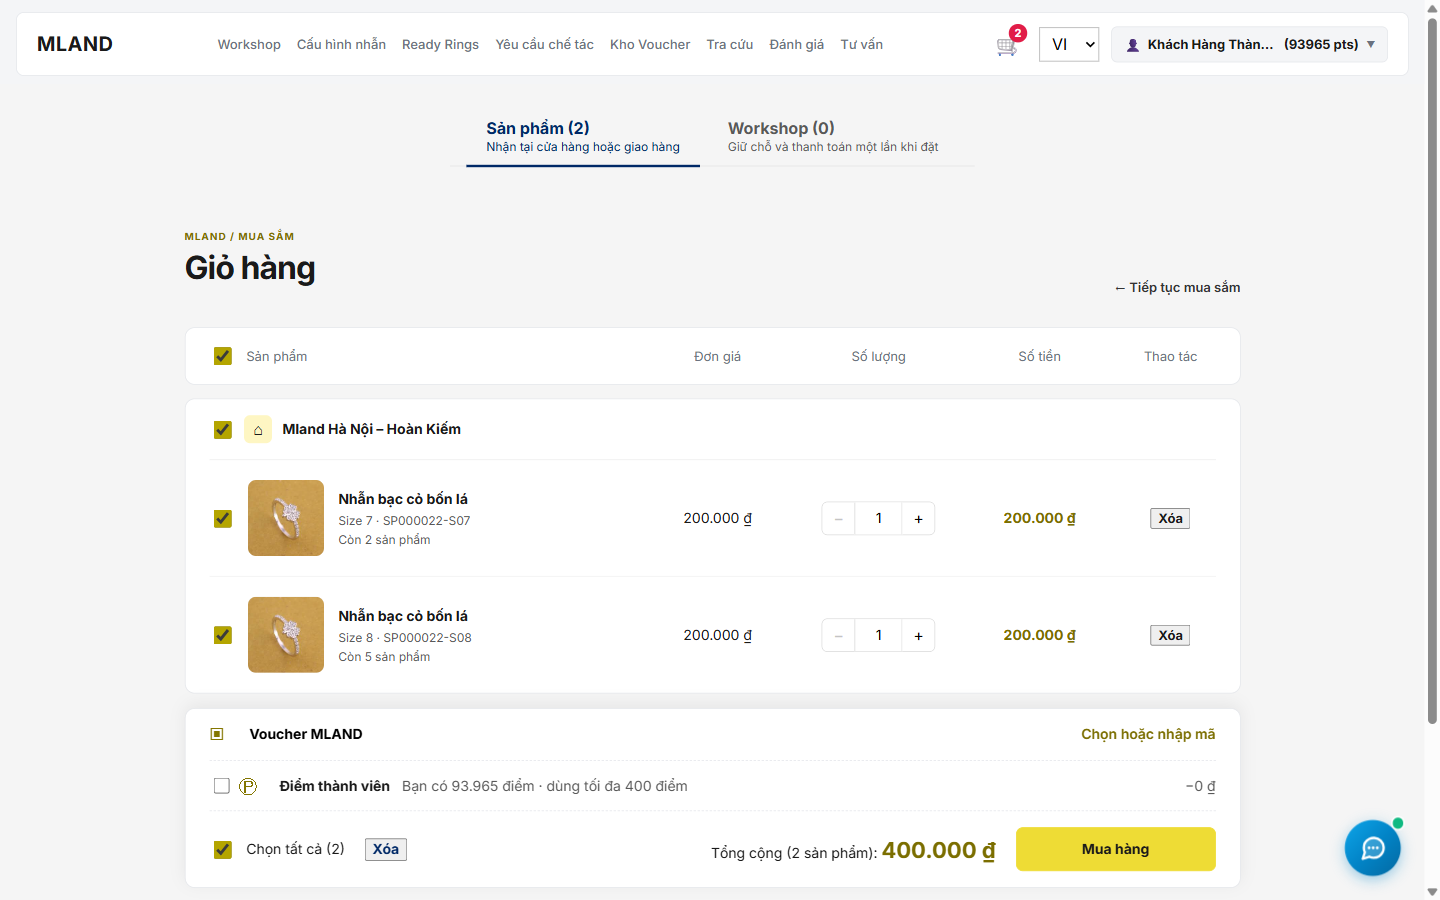 MLAND
Workshop
Cấu hình nhẫn
Ready Rings
Yêu cầu chế tác
Kho Voucher
Tra cứu
Đánh giá
Tư vấn
2
VI
Khách Hàng Thàn... (93965 pts) ▼
Sản phẩm (2)
Nhận tại cửa hàng hoặc giao hàng
Workshop (0)
Giữ chỗ và thanh toán một lần khi đặt
MLAND / MUA SẮM
Giỏ hàng
← Tiếp tục mua sắm
Sản phẩm
Đơn giá
Số lượng
Số tiền
Thao tác
Mland Hà Nội – Hoàn Kiếm
Nhẫn bạc cỏ bốn lá
Size 7 · SP000022-S07
Còn 2 sản phẩm
200.000 ₫
− 1 +
200.000 ₫
Xóa
Nhẫn bạc cỏ bốn lá
Size 8 · SP000022-S08
Còn 5 sản phẩm
200.000 ₫
− 1 +
200.000 ₫
Xóa
Voucher MLAND
Chọn hoặc nhập mã
Ⓟ
Điểm thành viên
Bạn có 93.965 điểm · dùng tối đa 400 điểm
−0 ₫
Chọn tất cả (2)
Xóa
Tổng cộng (2 sản phẩm): 400.000 ₫
Mua hàng